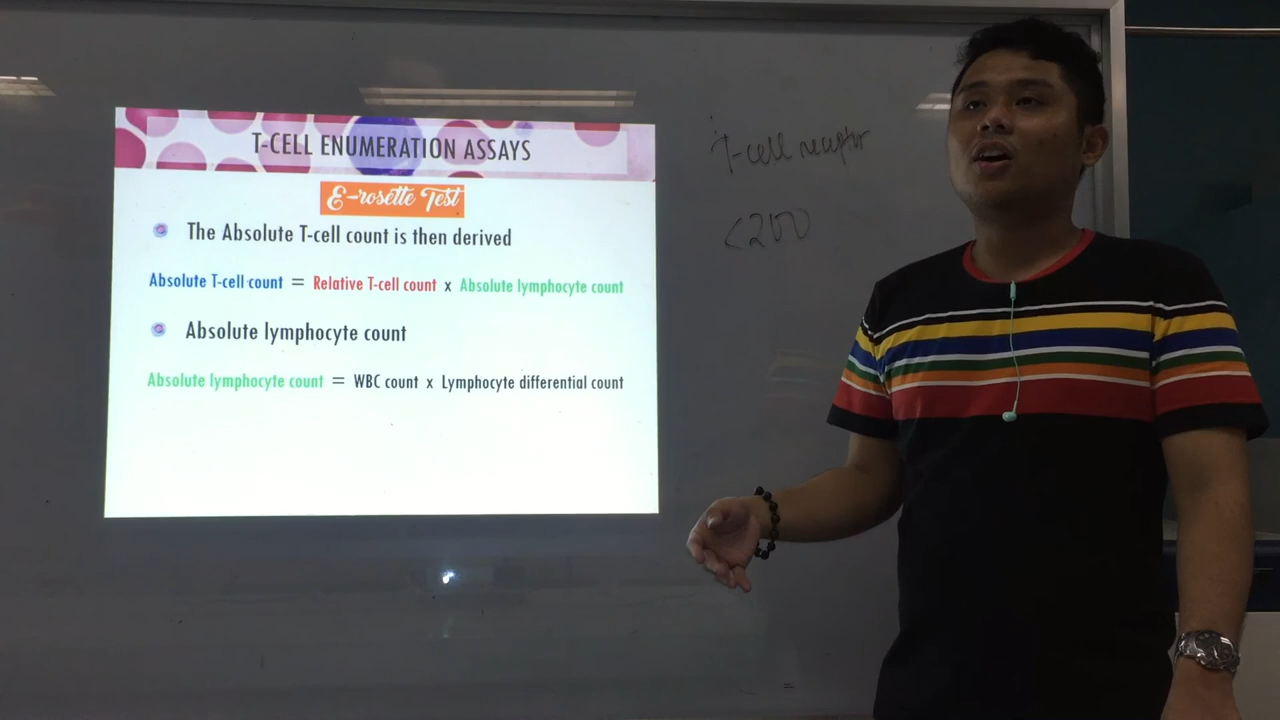 T-CELL ENUMERATION ASSAYS
E-rosette Test
The Absolute T-cell count is then derived
Absolute T-cell count = Relative T-cell count x Absolute lymphocyte count
Absolute lymphocyte count
Absolute lymphocyte count = WBC count x Lymphocyte differential count
T-cell receptor
<200